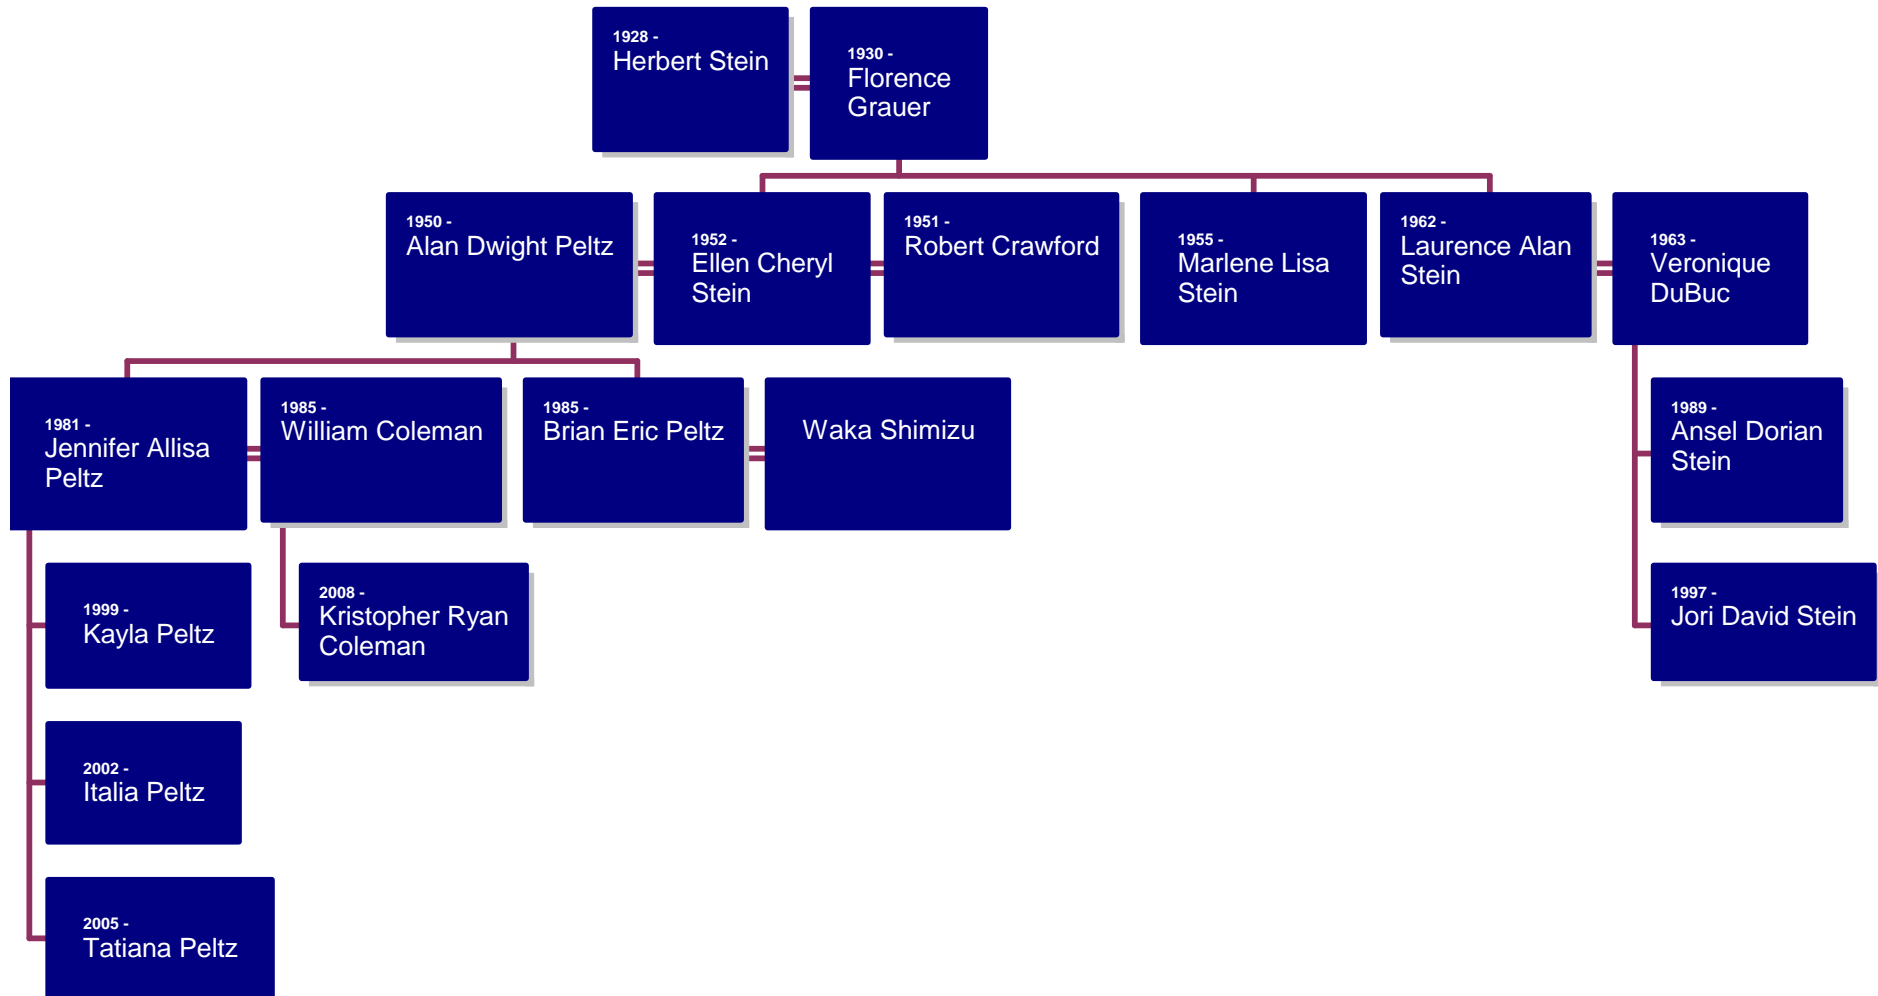 1928 -
Herbert Stein
1930 -
Florence
Grauer
1950 -
Alan Dwight Peltz
1952 -
Ellen Cheryl
Stein
1951 -
Robert Crawford
1955 -
Marlene Lisa
Stein
1962 -
Laurence Alan
Stein
1963 -
Veronique
DuBuc
1981 -
Jennifer Allisa
Peltz
1985 -
William Coleman
1985 -
Brian Eric Peltz
Waka Shimizu
1989 -
Ansel Dorian
Stein
1999 -
Kayla Peltz
2008 -
Kristopher Ryan
Coleman
1997 -
Jori David Stein
2002 -
Italia Peltz
2005 -
Tatiana Peltz